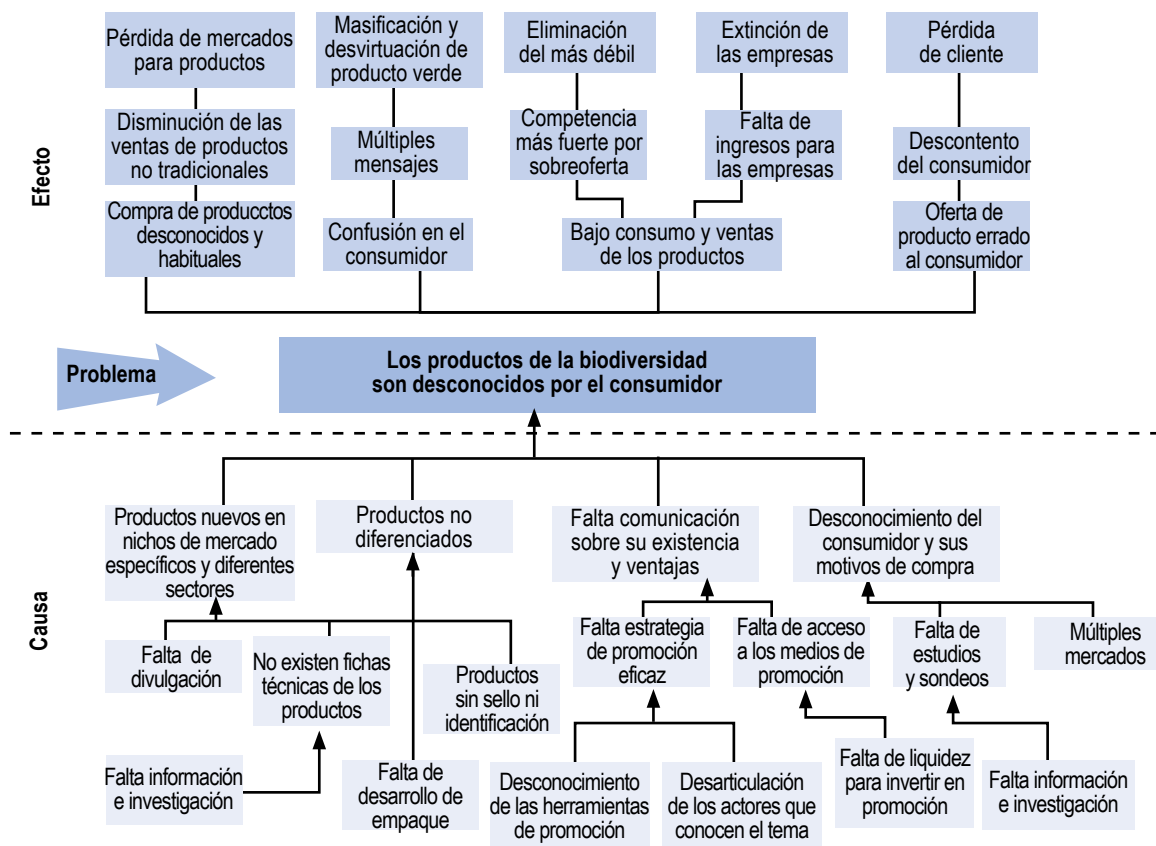 Pérdida de mercados
para productos
Masificación y
desvirtuación de
producto verde
Eliminación
del más débil
Extinción de
las empresas
Pérdida
de cliente
Efecto
Disminución de las
ventas de productos
no tradicionales
Múltiples
mensajes
Competencia
más fuerte por
sobreoferta
Falta de
ingresos para
las empresas
Descontento
del consumidor
Compra de producctos
desconocidos y
habituales
Confusión en el
consumidor
Bajo consumo y ventas
de los productos
Oferta de
producto errado
al consumidor
Problema
Los productos de la biodiversidad
son desconocidos por el consumidor
Causa
Productos nuevos en
nichos de mercado
específicos y diferentes
sectores
Productos no
diferenciados
Falta comunicación
sobre su existencia
y ventajas
Desconocimiento del
consumidor y sus
motivos de compra
Falta de
divulgación
No existen fichas
técnicas de los
productos
Productos
sin sello ni
identificación
Falta estrategia
de promoción
eficaz
Falta de acceso
a los medios de
promoción
Falta de
estudios
y sondeos
Múltiples
mercados
Falta información
e investigación
Falta de
desarrollo de
empaque
Desconocimiento
de las herramientas
de promoción
Desarticulación
de los actores que
conocen el tema
Falta de liquidez
para invertir en
promoción
Falta información
e investigación